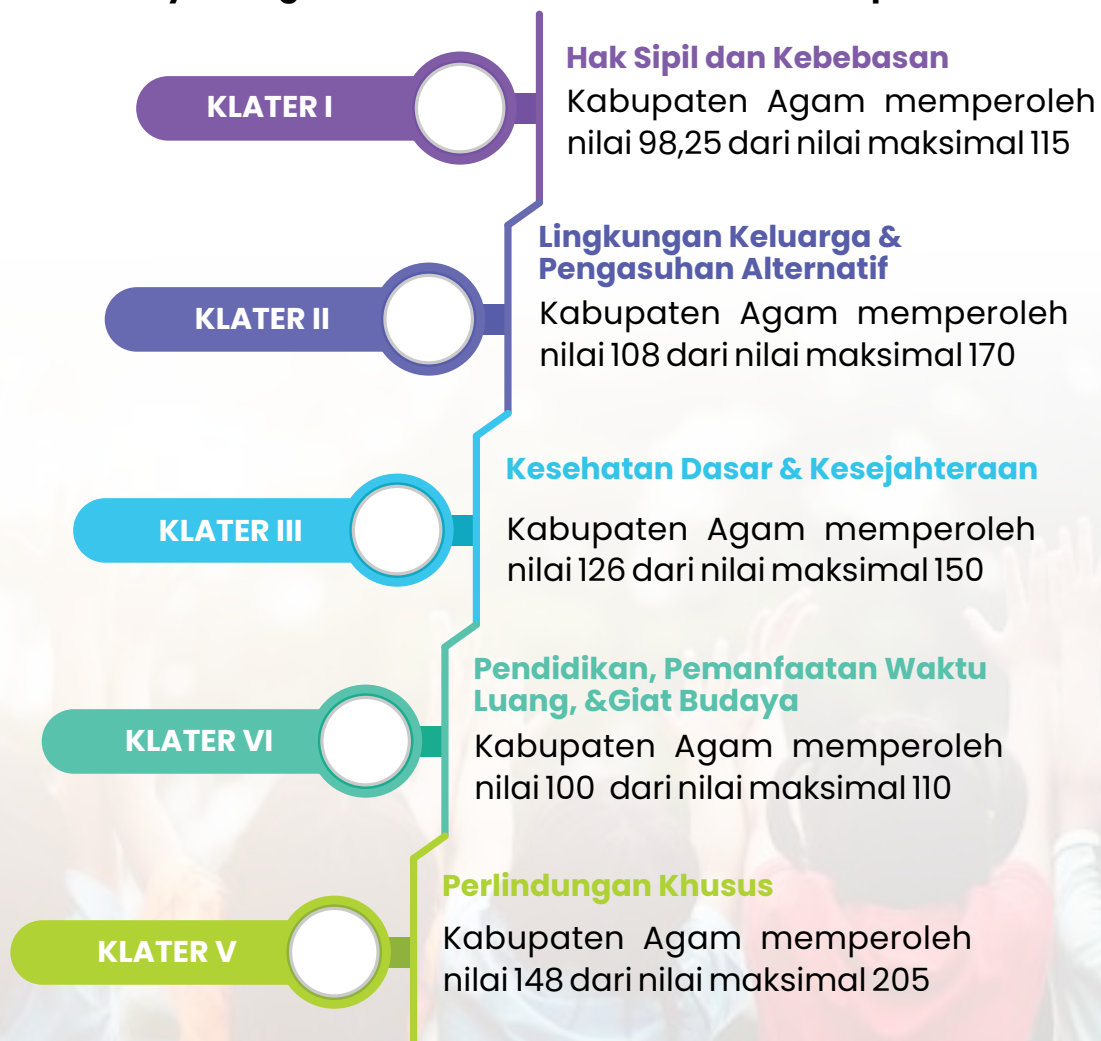 KLATER I
Hak Sipil dan Kebebasan
Kabupaten Agam memperoleh
nilai 98,25 dari nilai maksimal 115
KLATER II
Lingkungan Keluarga &
Pengasuhan Alternatif
Kabupaten Agam memperoleh
nilai 108 dari nilai maksimal 170
KLATER III
Kesehatan Dasar & Kesejahteraan
Kabupaten Agam memperoleh
nilai 126 dari nilai maksimal 150
KLATER VI
Pendidikan, Pemanfaatan Waktu
Luang, &Giat Budaya
Kabupaten Agam memperoleh
nilai 100 dari nilai maksimal 110
KLATER V
Perlindungan Khusus
Kabupaten Agam memperoleh
nilai 148 dari nilai maksimal 205